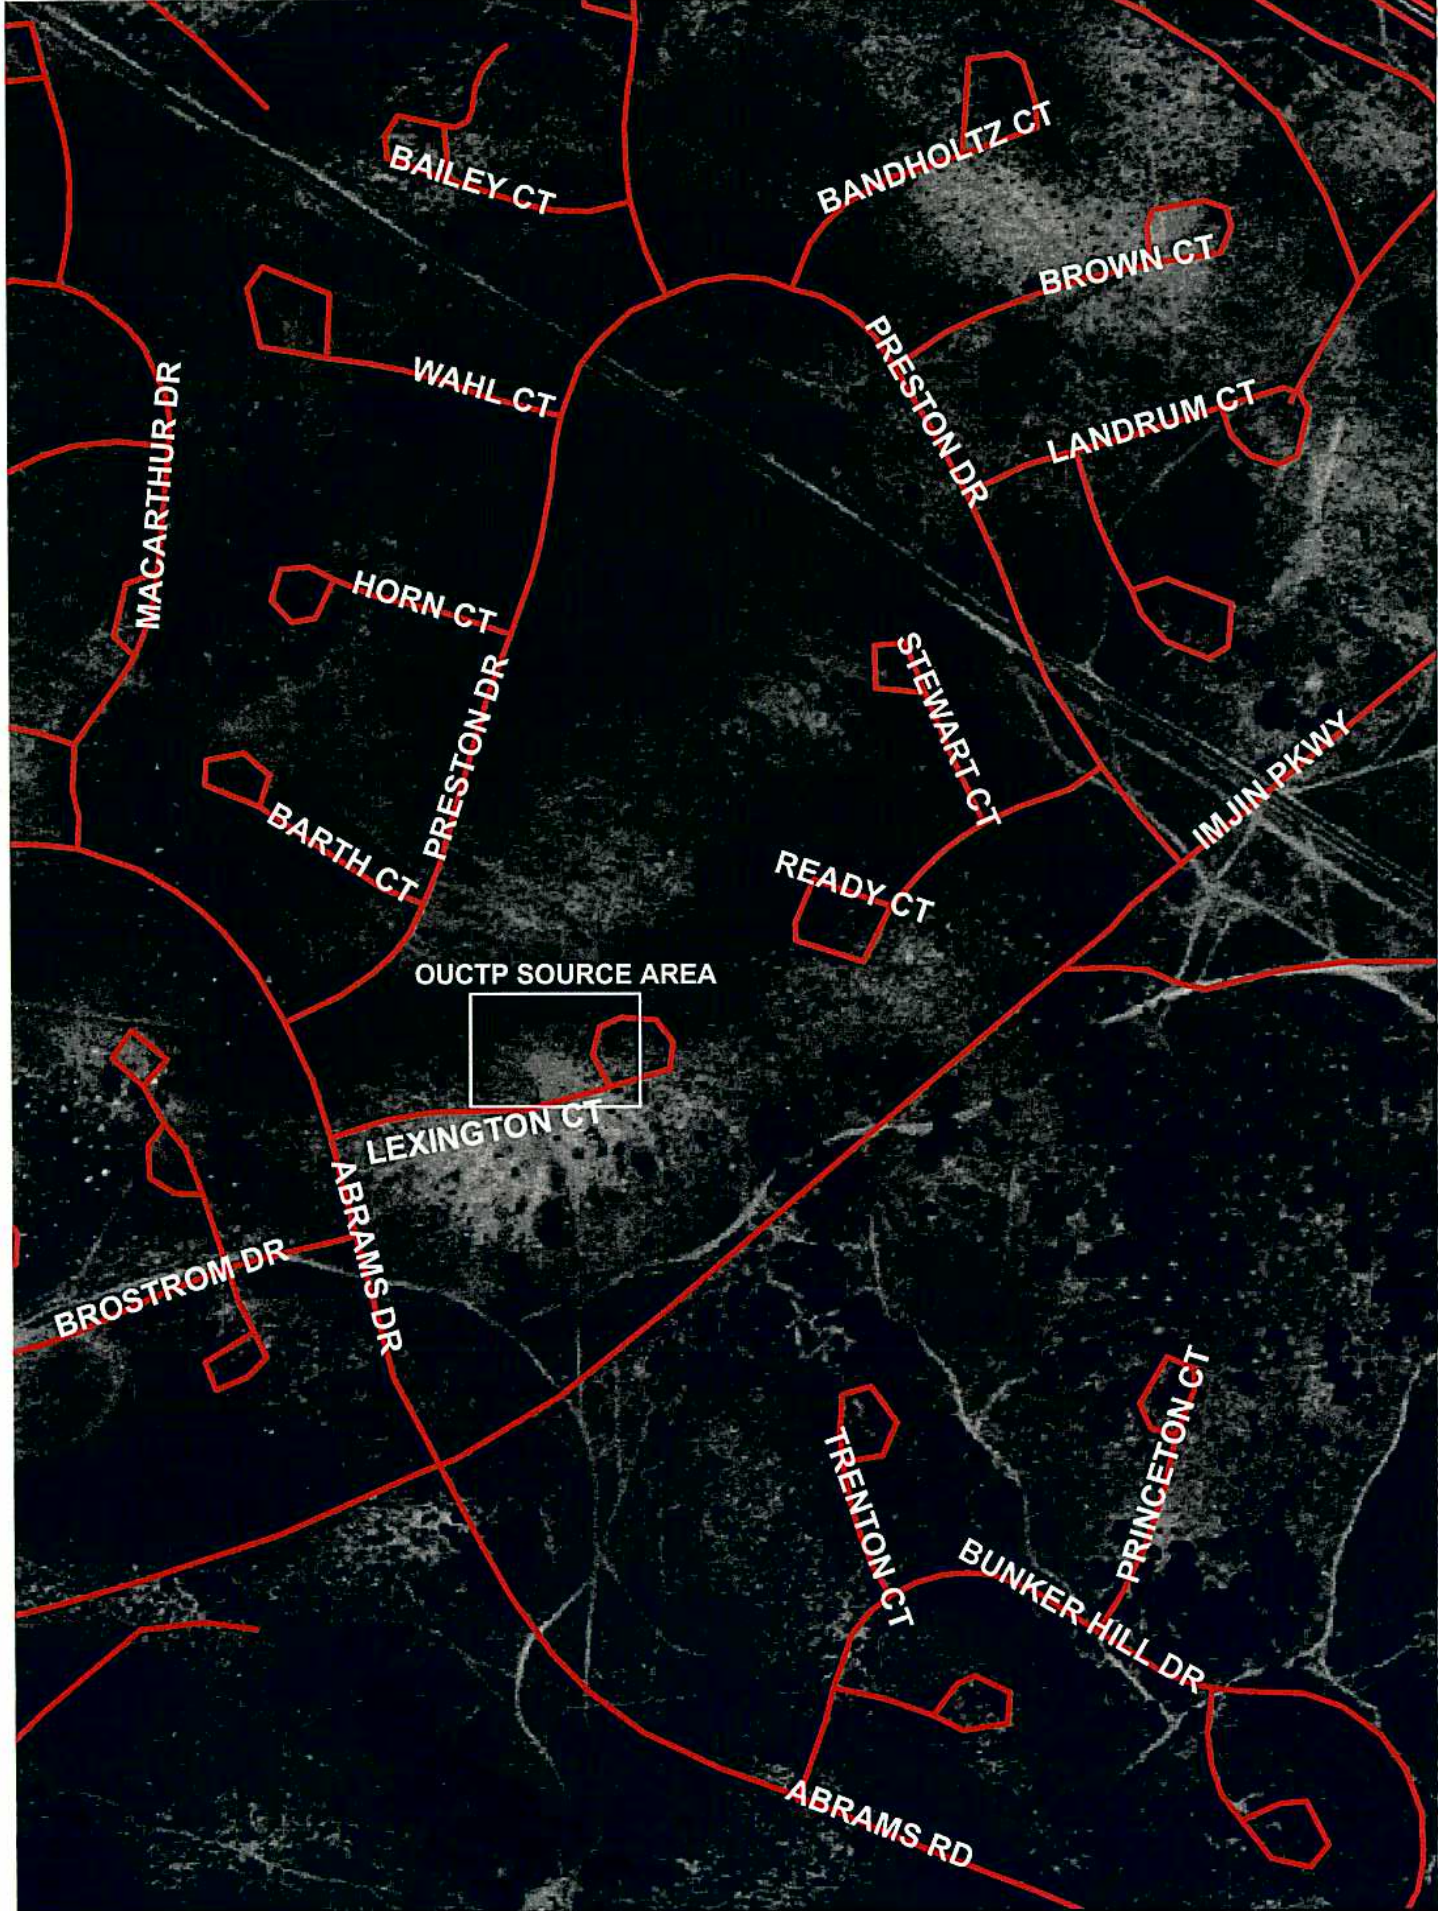 BANDHOLTZ CT
BAILEY CT
BROWN CT
PRESTON DR
WAHL CT
MACARTHUR DR
LANDRUM CT
HORN CT
STEWART CT
PRESTON DR
IMJIN PKWY
BARTH CT
READY CT
OUCTP SOURCE AREA
LEXINGTON CT
ABRAMS DR
BROSTROM DR
PRINCETON CT
TRENTON CT
BUNKER HILL DR
ABRAMS RD